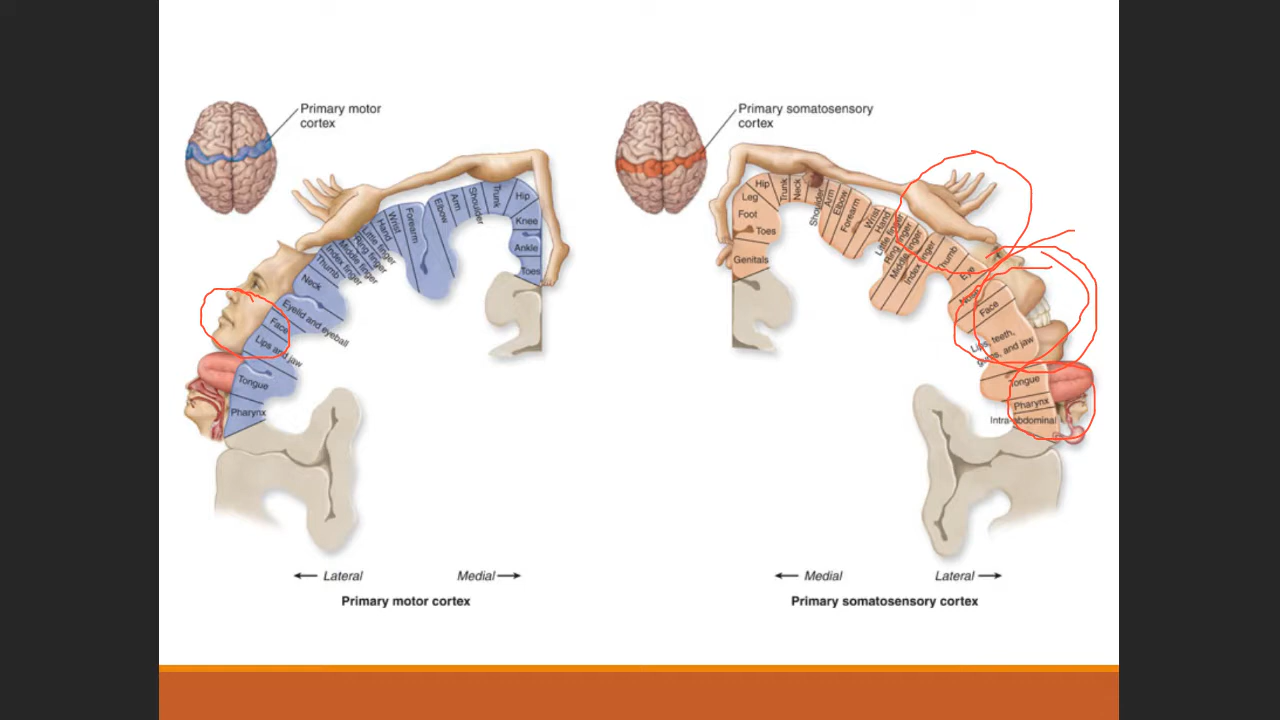 Primary motor
cortex
Hip
Trunk
Shoulder
Arm
Elbow
Forearm
Wrist
Hand
Little finger
Ring finger
Middle finger
Index finger
Thumb
Neck
Eyelid and eyeball
Face
Lips and jaw
Tongue
Pharynx
Knee
Ankle
Toes
Lateral
Medial
Primary motor cortex
Primary somatosensory
cortex
Hip
Leg
Foot
Toes
Genitals
Trunk
Neck
Shoulder
Arm
Elbow
Forearm
Wrist
Hand
Little finger
Ring finger
Middle finger
Index finger
Thumb
Eye
Nose
Face
Lips, teeth,
gums, and jaw
Tongue
Pharynx
Intra-abdominal
Medial
Lateral
Primary somatosensory cortex